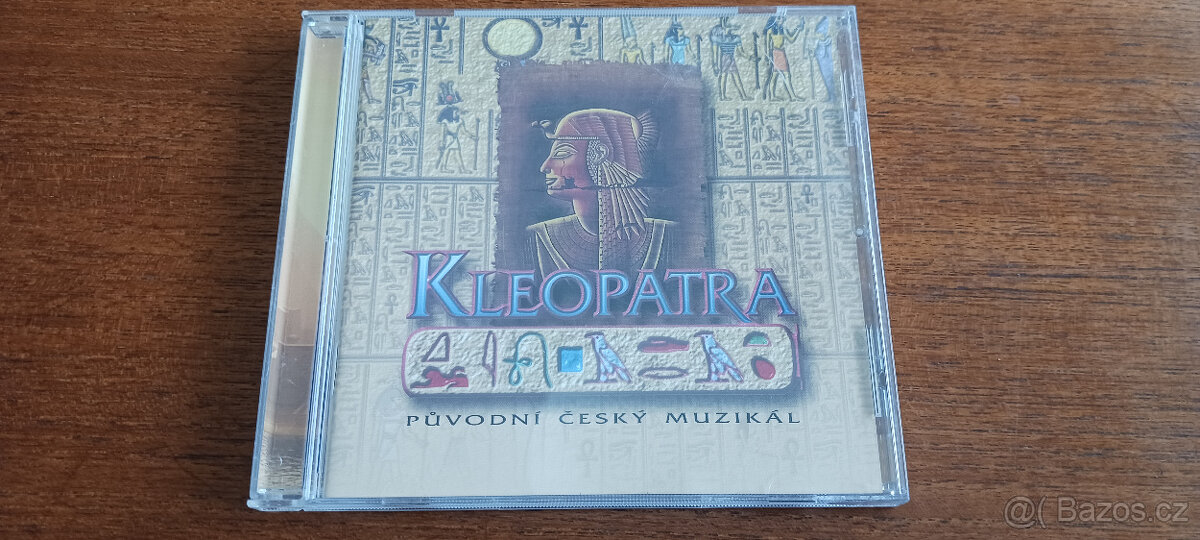 KLEOPATRA
PŮVODNÍ ČESKÝ MUZIKÁL
@( Bazos.cz